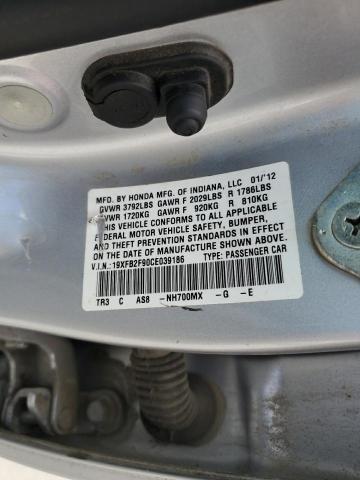 MFD. BY HONDA MFG. OF INDIANA, LLC 01/'12
GVWR 3792LBS GAWR F 2029LBS R 1786LBS
GVWR 1720KG GAWR F 920KG R 810KG
THIS VEHICLE CONFORMS TO ALL APPLICABLE
FEDERAL MOTOR VEHICLE SAFETY, BUMPER,
AND THEFT PREVENTION STANDARDS IN EFFECT
ON THE DATE OF MANUFACTURE SHOWN ABOVE.
V.I.N.: 19XFB2F90CE039186 TYPE: PASSENGER CAR
TR3 C AS8 -NH700MX -G -E